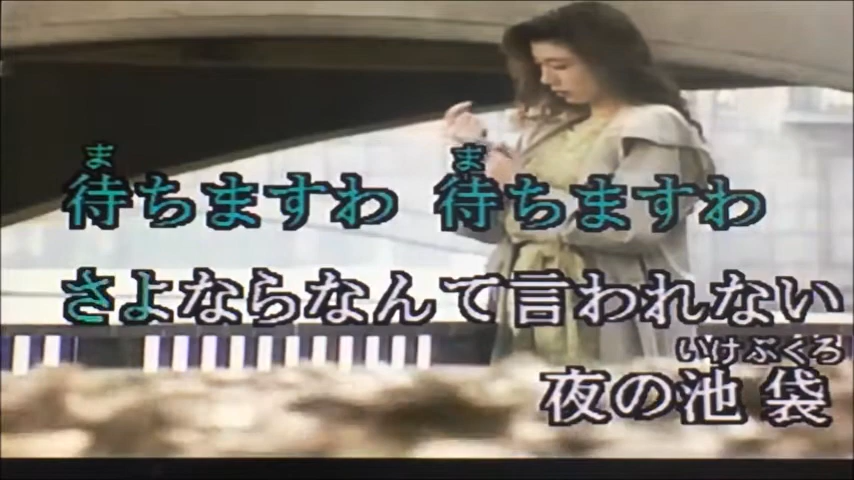 ま ま
待ちますわ 待ちますわ
さよならなんて言われない
いけぶくろ
夜の池袋